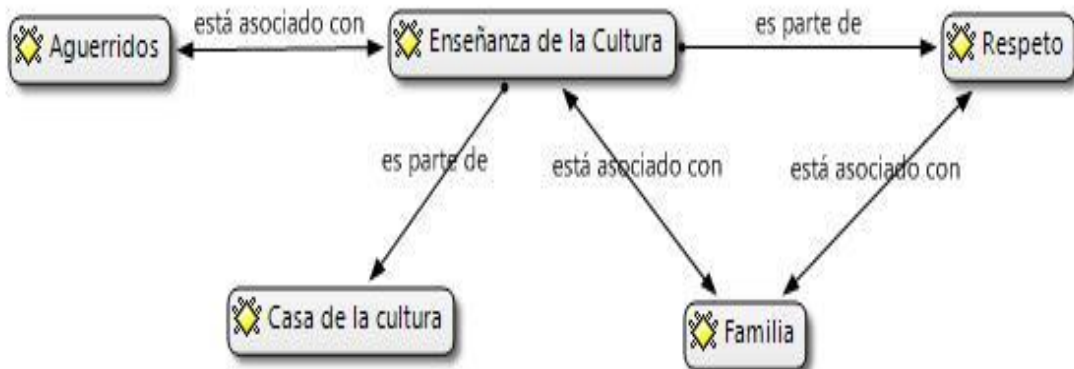 Aguerridos
está asociado con
Enseñanza de la Cultura
es parte de
Respeto
es parte de
está asociado con
está asociado con
Casa de la cultura
Familia